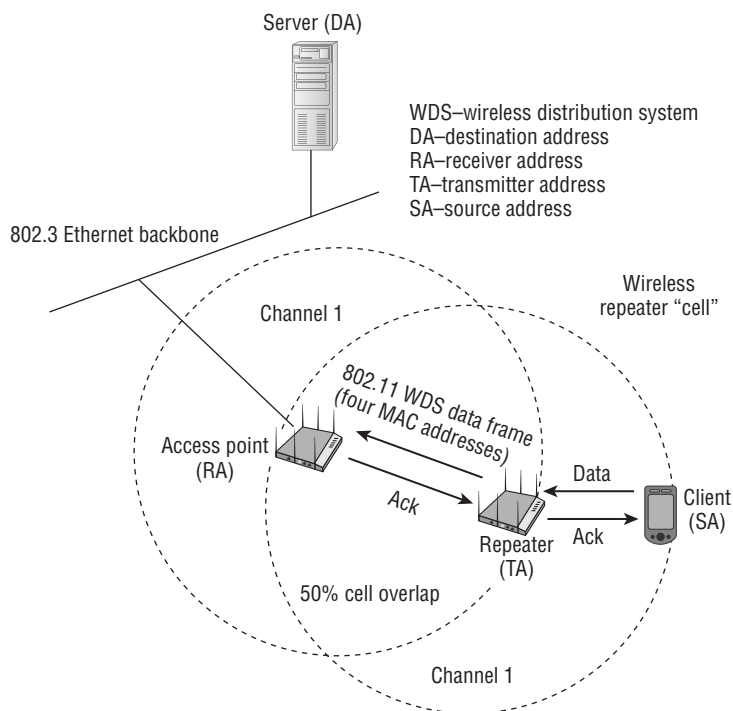 Server (DA)
WDS–wireless distribution system
DA–destination address
RA–receiver address
TA–transmitter address
SA–source address
802.3 Ethernet backbone
Wireless
repeater “cell”
Channel 1
802.11 WDS data frame
(four MAC addresses)
Access point
(RA)
Ack
Data
Client
(SA)
Ack
Repeater
(TA)
50% cell overlap
Channel 1